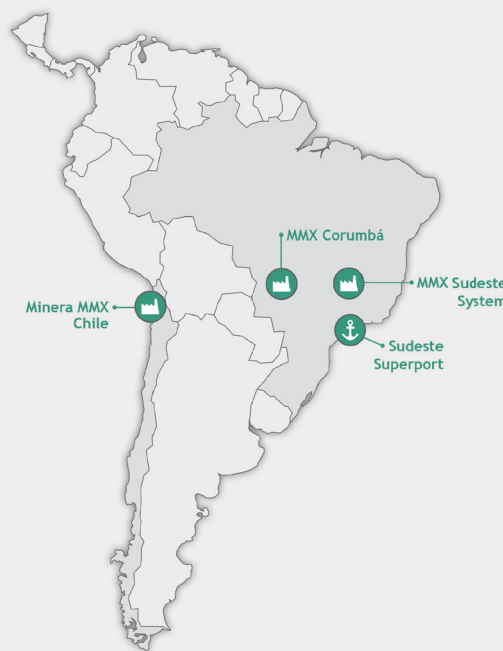 MMX Corumbá
MMX Sudeste
System
Minera MMX
Chile
Sudeste
Superport